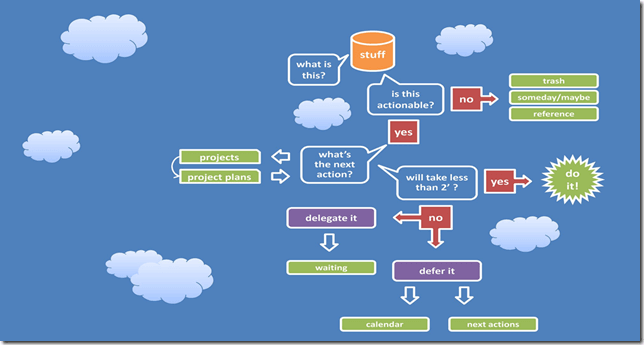 stuff
what is
this?
is this
actionable?
no
trash
someday/maybe
reference
yes
projects
project plans
what's
the next
action?
will take less
than 2' ?
yes
do
it!
delegate it
no
waiting
defer it
calendar
next actions